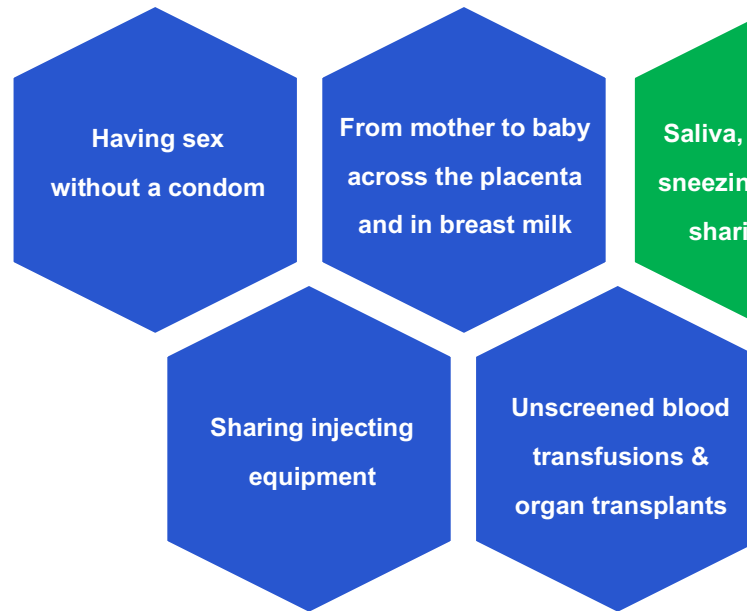 Having sex
without a condom
From mother to baby
across the placenta
and in breast milk
Saliva,
shari
Sharing injecting
equipment
Unscreened blood
transfusions &
organ transplants